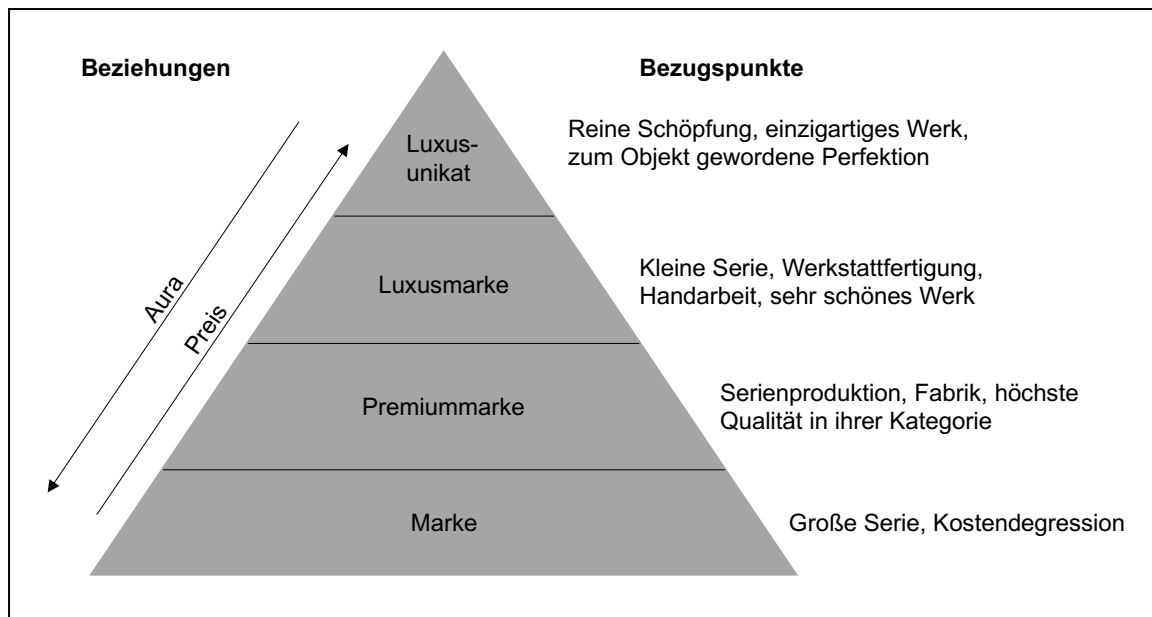 Beziehungen
Bezugspunkte
Reine Schöpfung, einzigartiges Werk,
zum Objekt gewordene Perfektion
Luxus-
unikat
Kleine Serie, Werkstattfertigung,
Handarbeit, sehr schönes Werk
Luxusmarke
Aura
Preis
Serienproduktion, Fabrik, höchste
Qualität in ihrer Kategorie
Premiummarke
Marke
Große Serie, Kostendegression